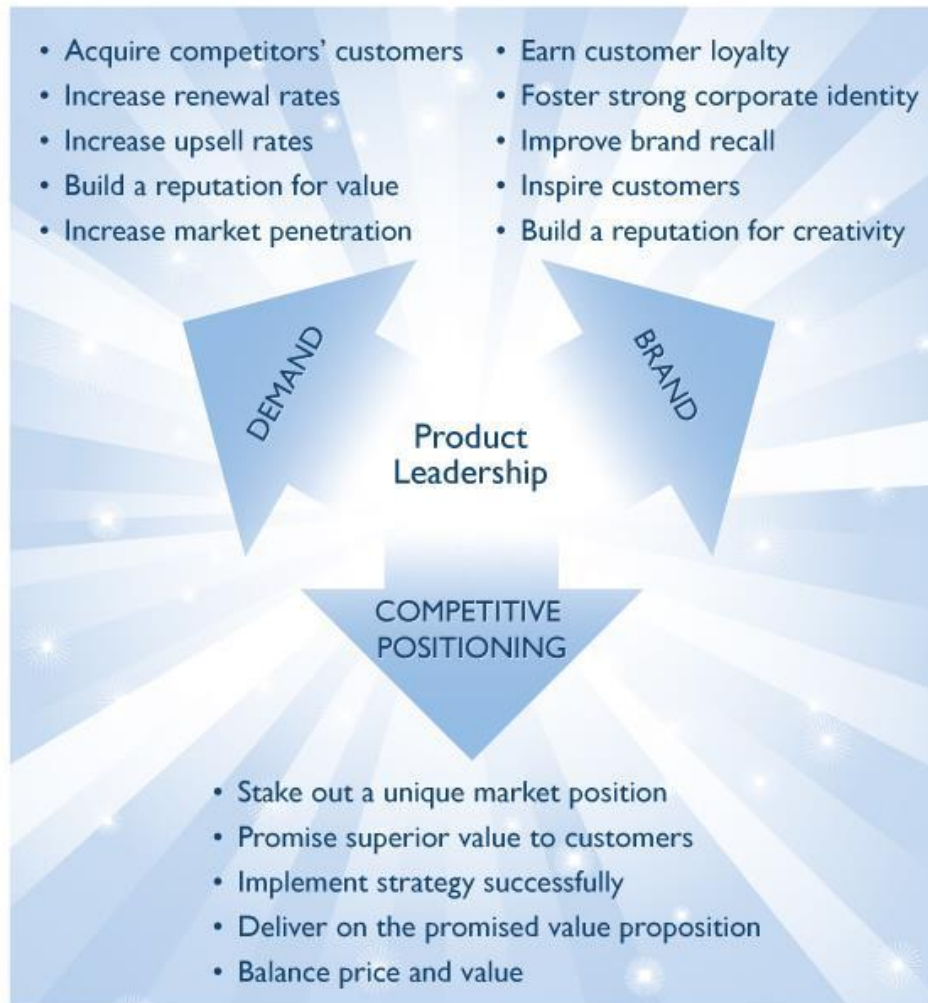 • Acquire competitors' customers
• Increase renewal rates
• Increase upsell rates
• Build a reputation for value
• Increase market penetration
• Earn customer loyalty
• Foster strong corporate identity
• Improve brand recall
• Inspire customers
• Build a reputation for creativity
DEMAND
BRAND
Product
Leadership
COMPETITIVE
POSITIONING
• Stake out a unique market position
• Promise superior value to customers
• Implement strategy successfully
• Deliver on the promised value proposition
• Balance price and value